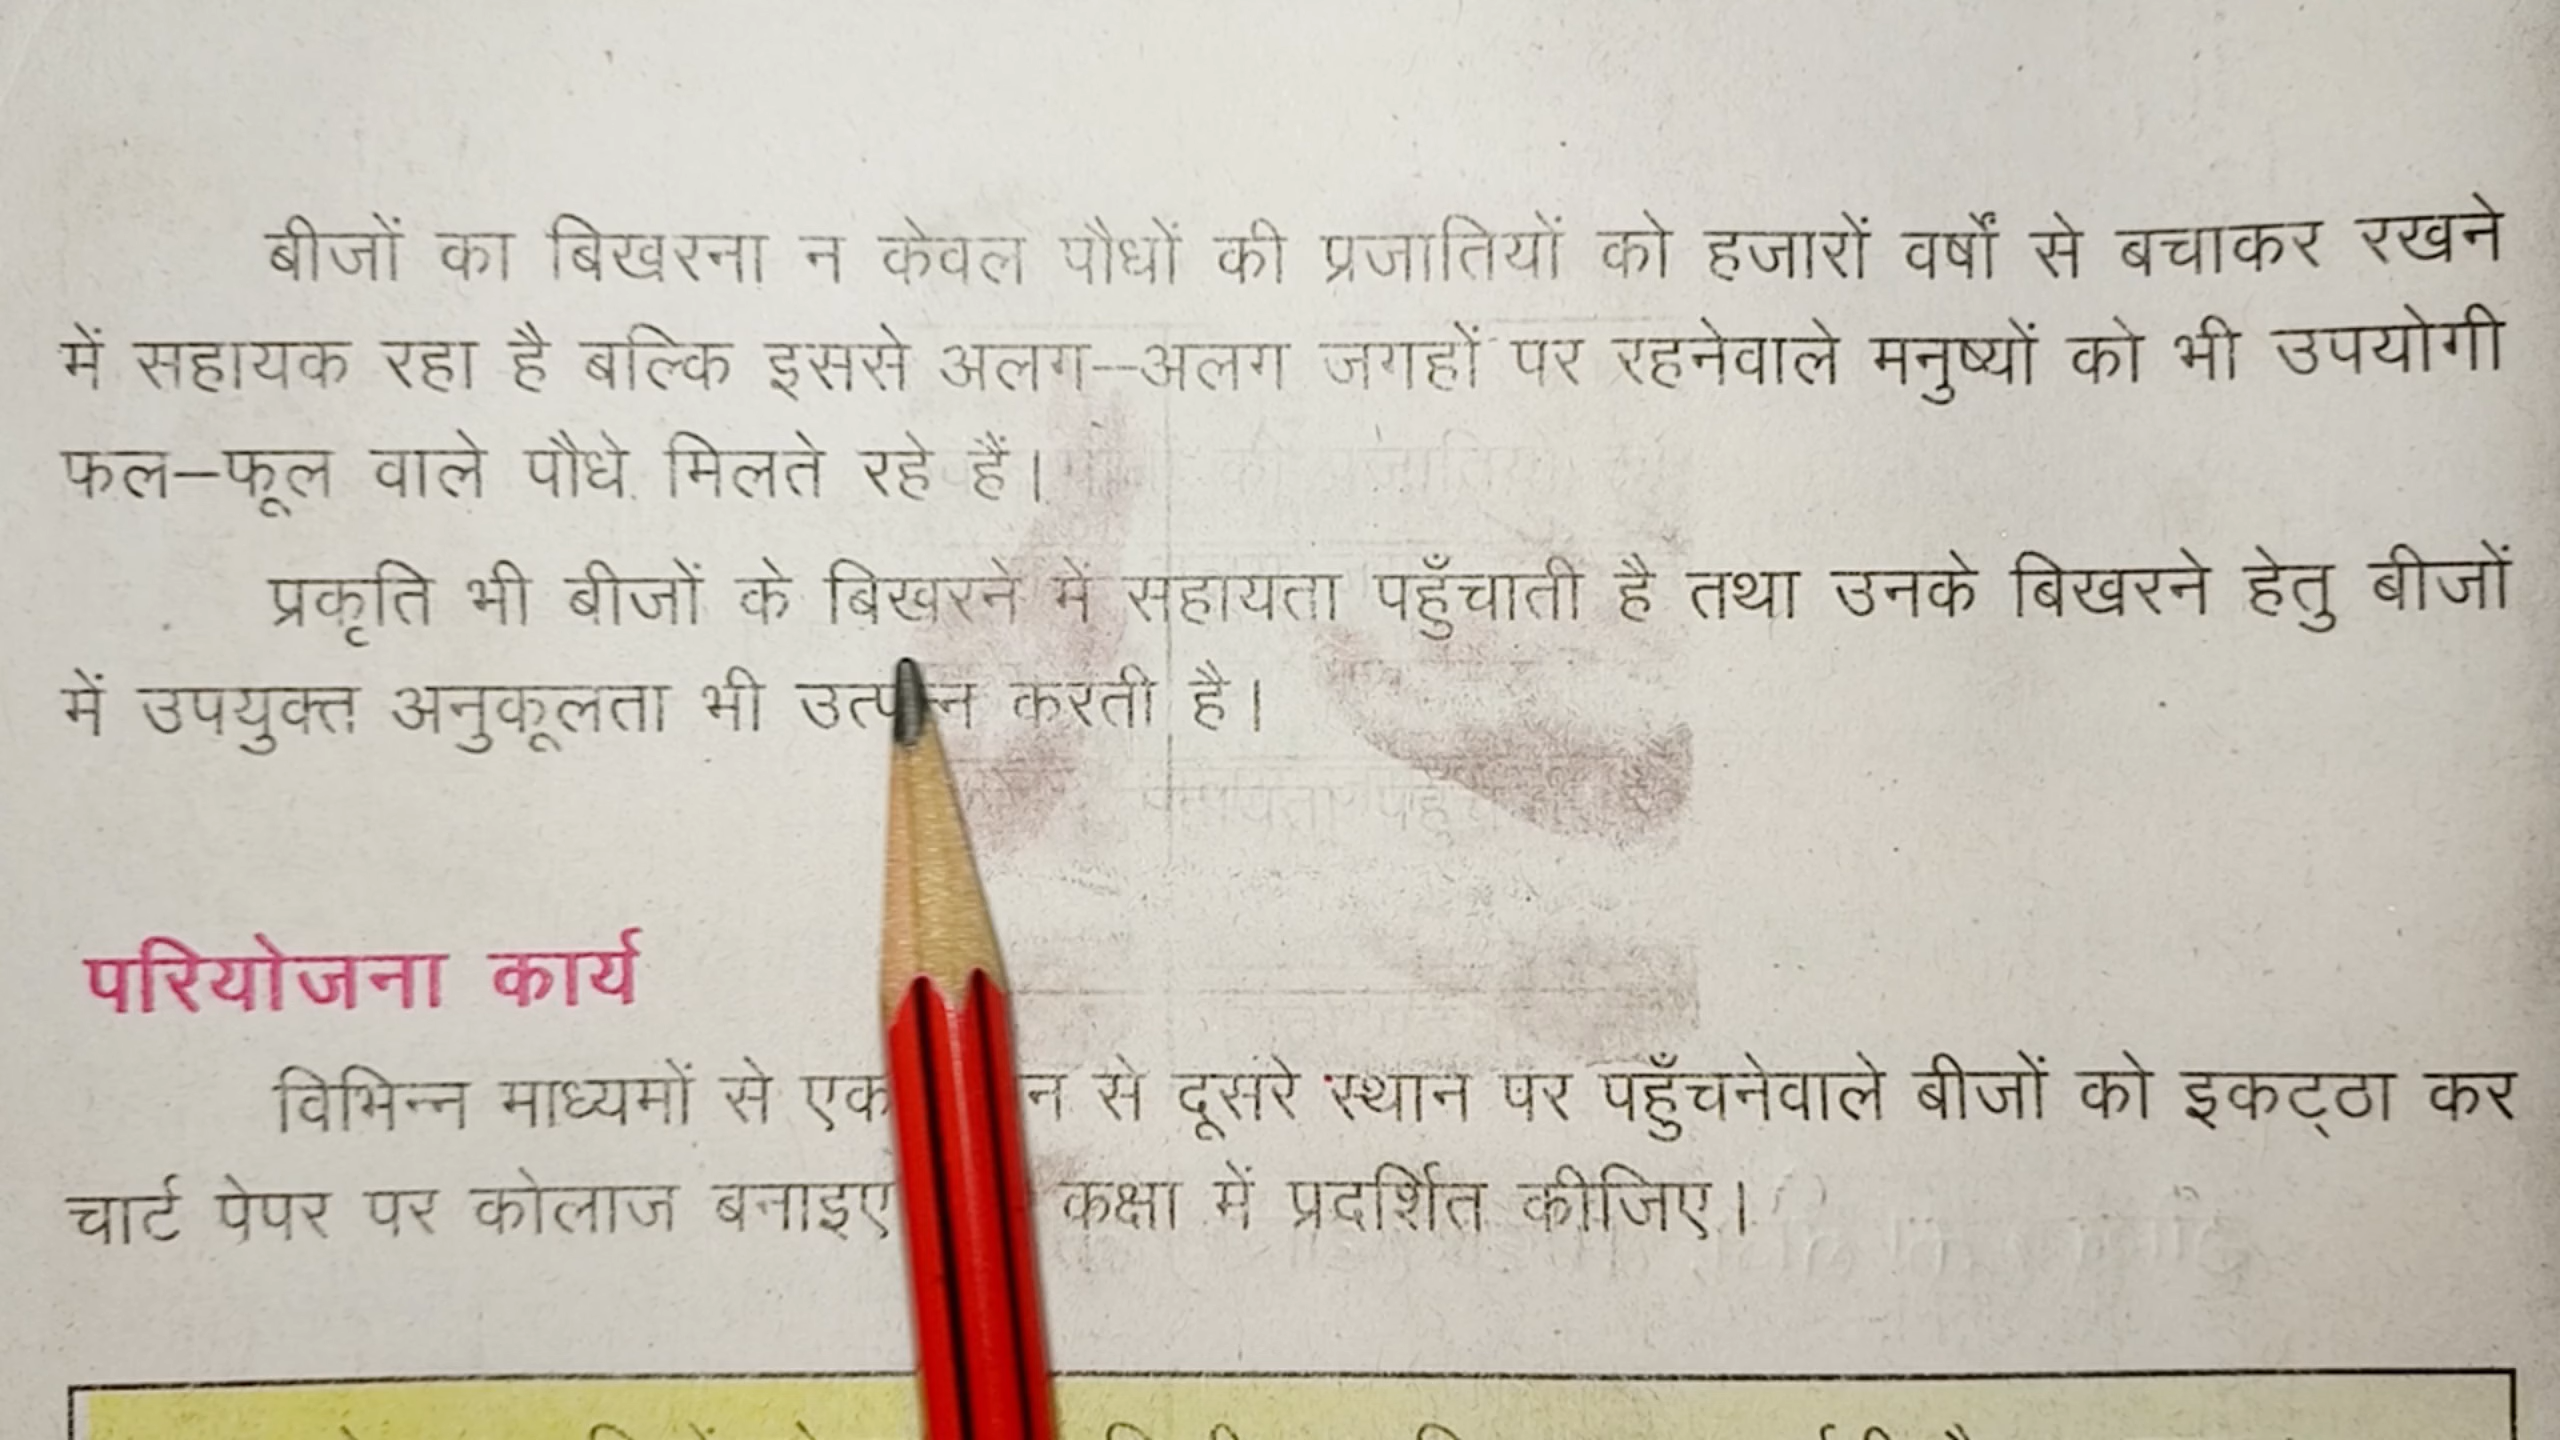 बीजों का बिखरना न केवल पौधों की प्रजातियों को हजारों वर्षों से बचाकर रखने
में सहायक रहा है बल्कि इससे अलग–अलग जगहों पर रहनेवाले मनुष्यों को भी उपयोगी
फल–फूल वाले पौधे मिलते रहे हैं।
प्रकृति भी बीजों के बिखरने में सहायता पहुँचाती है तथा उनके बिखरने हेतु बीजों
में उपयुक्त अनुकूलता भी उत्पन्न करती है।
परियोजना कार्य
विभिन्न माध्यमों से एक से दूसरे स्थान पर पहुँचनेवाले बीजों को इकट्ठा कर
चार्ट पेपर पर कोलाज बनाइए कक्षा में प्रदर्शित कीजिए।